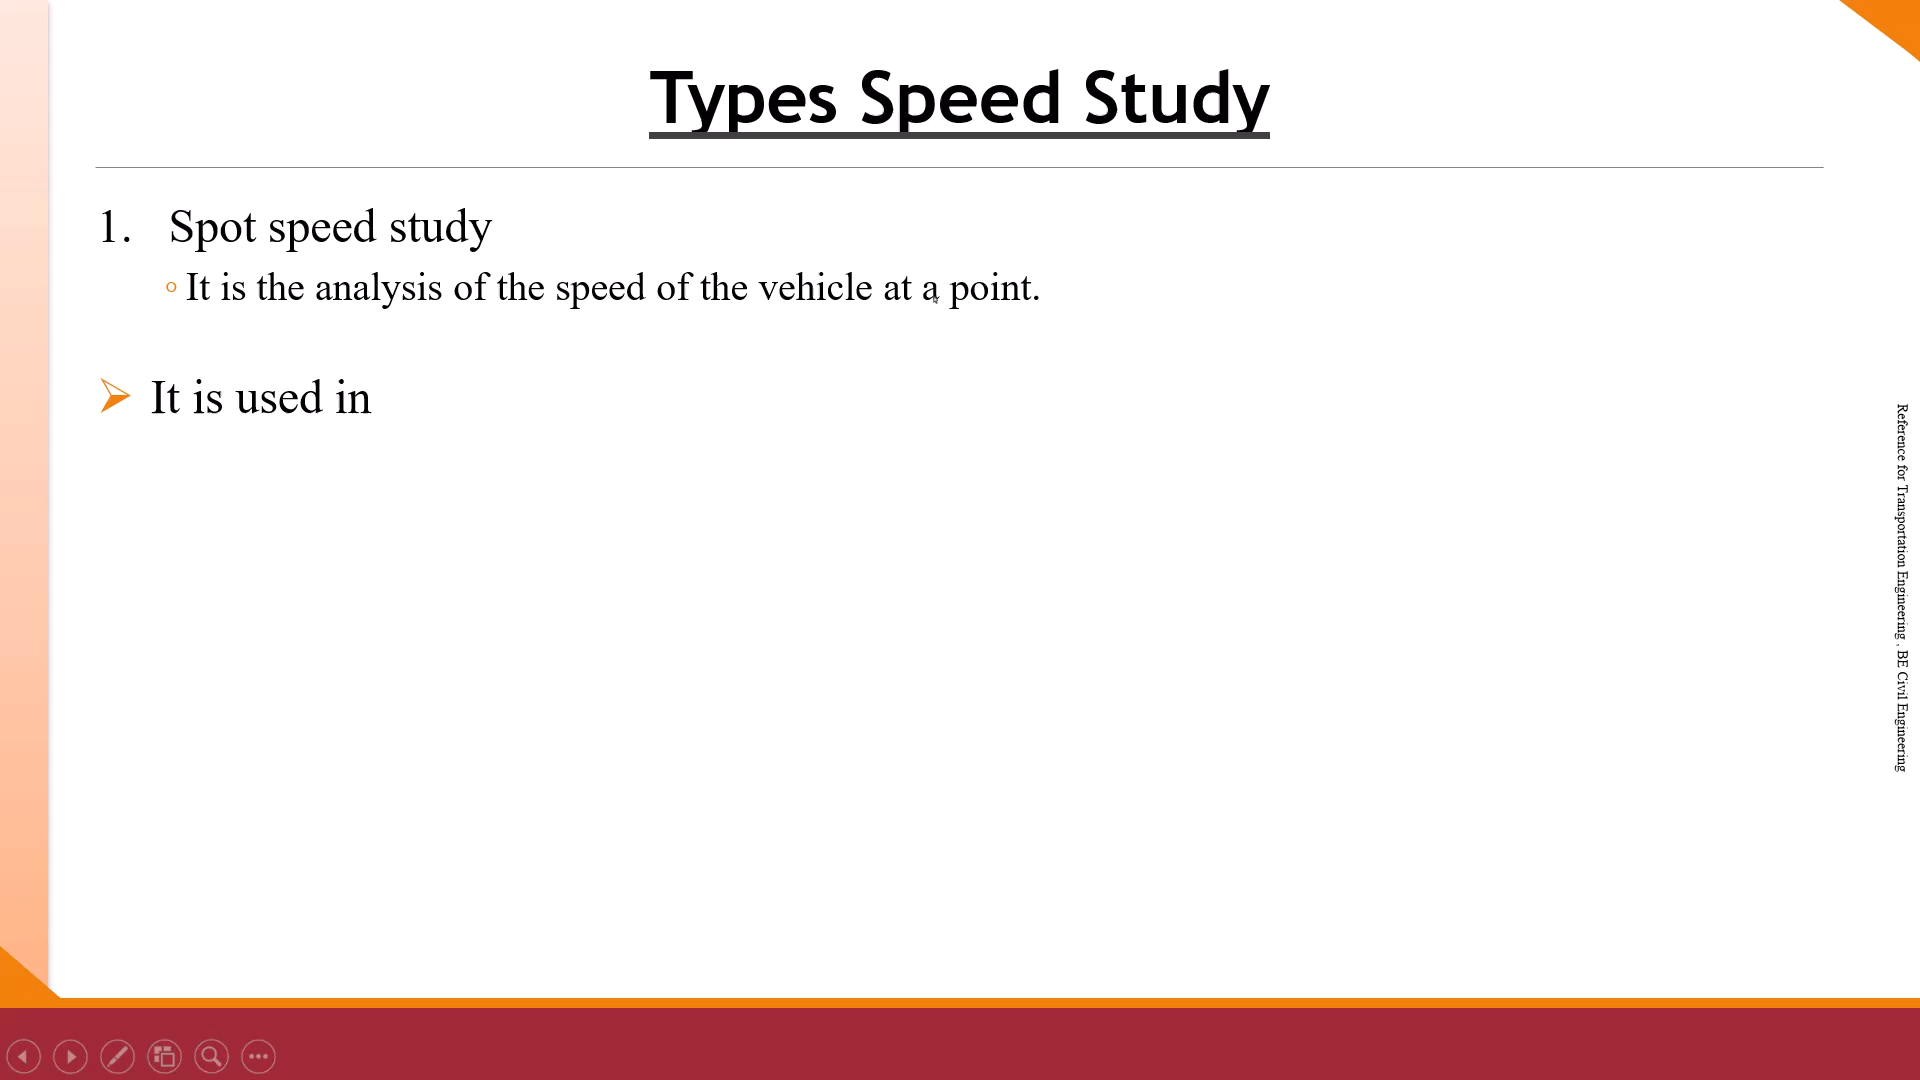 Types Speed Study
1. Spot speed study
It is the analysis of the speed of the vehicle at a point.
It is used in
Reference for Transportation Engineering , BE Civil Engineering